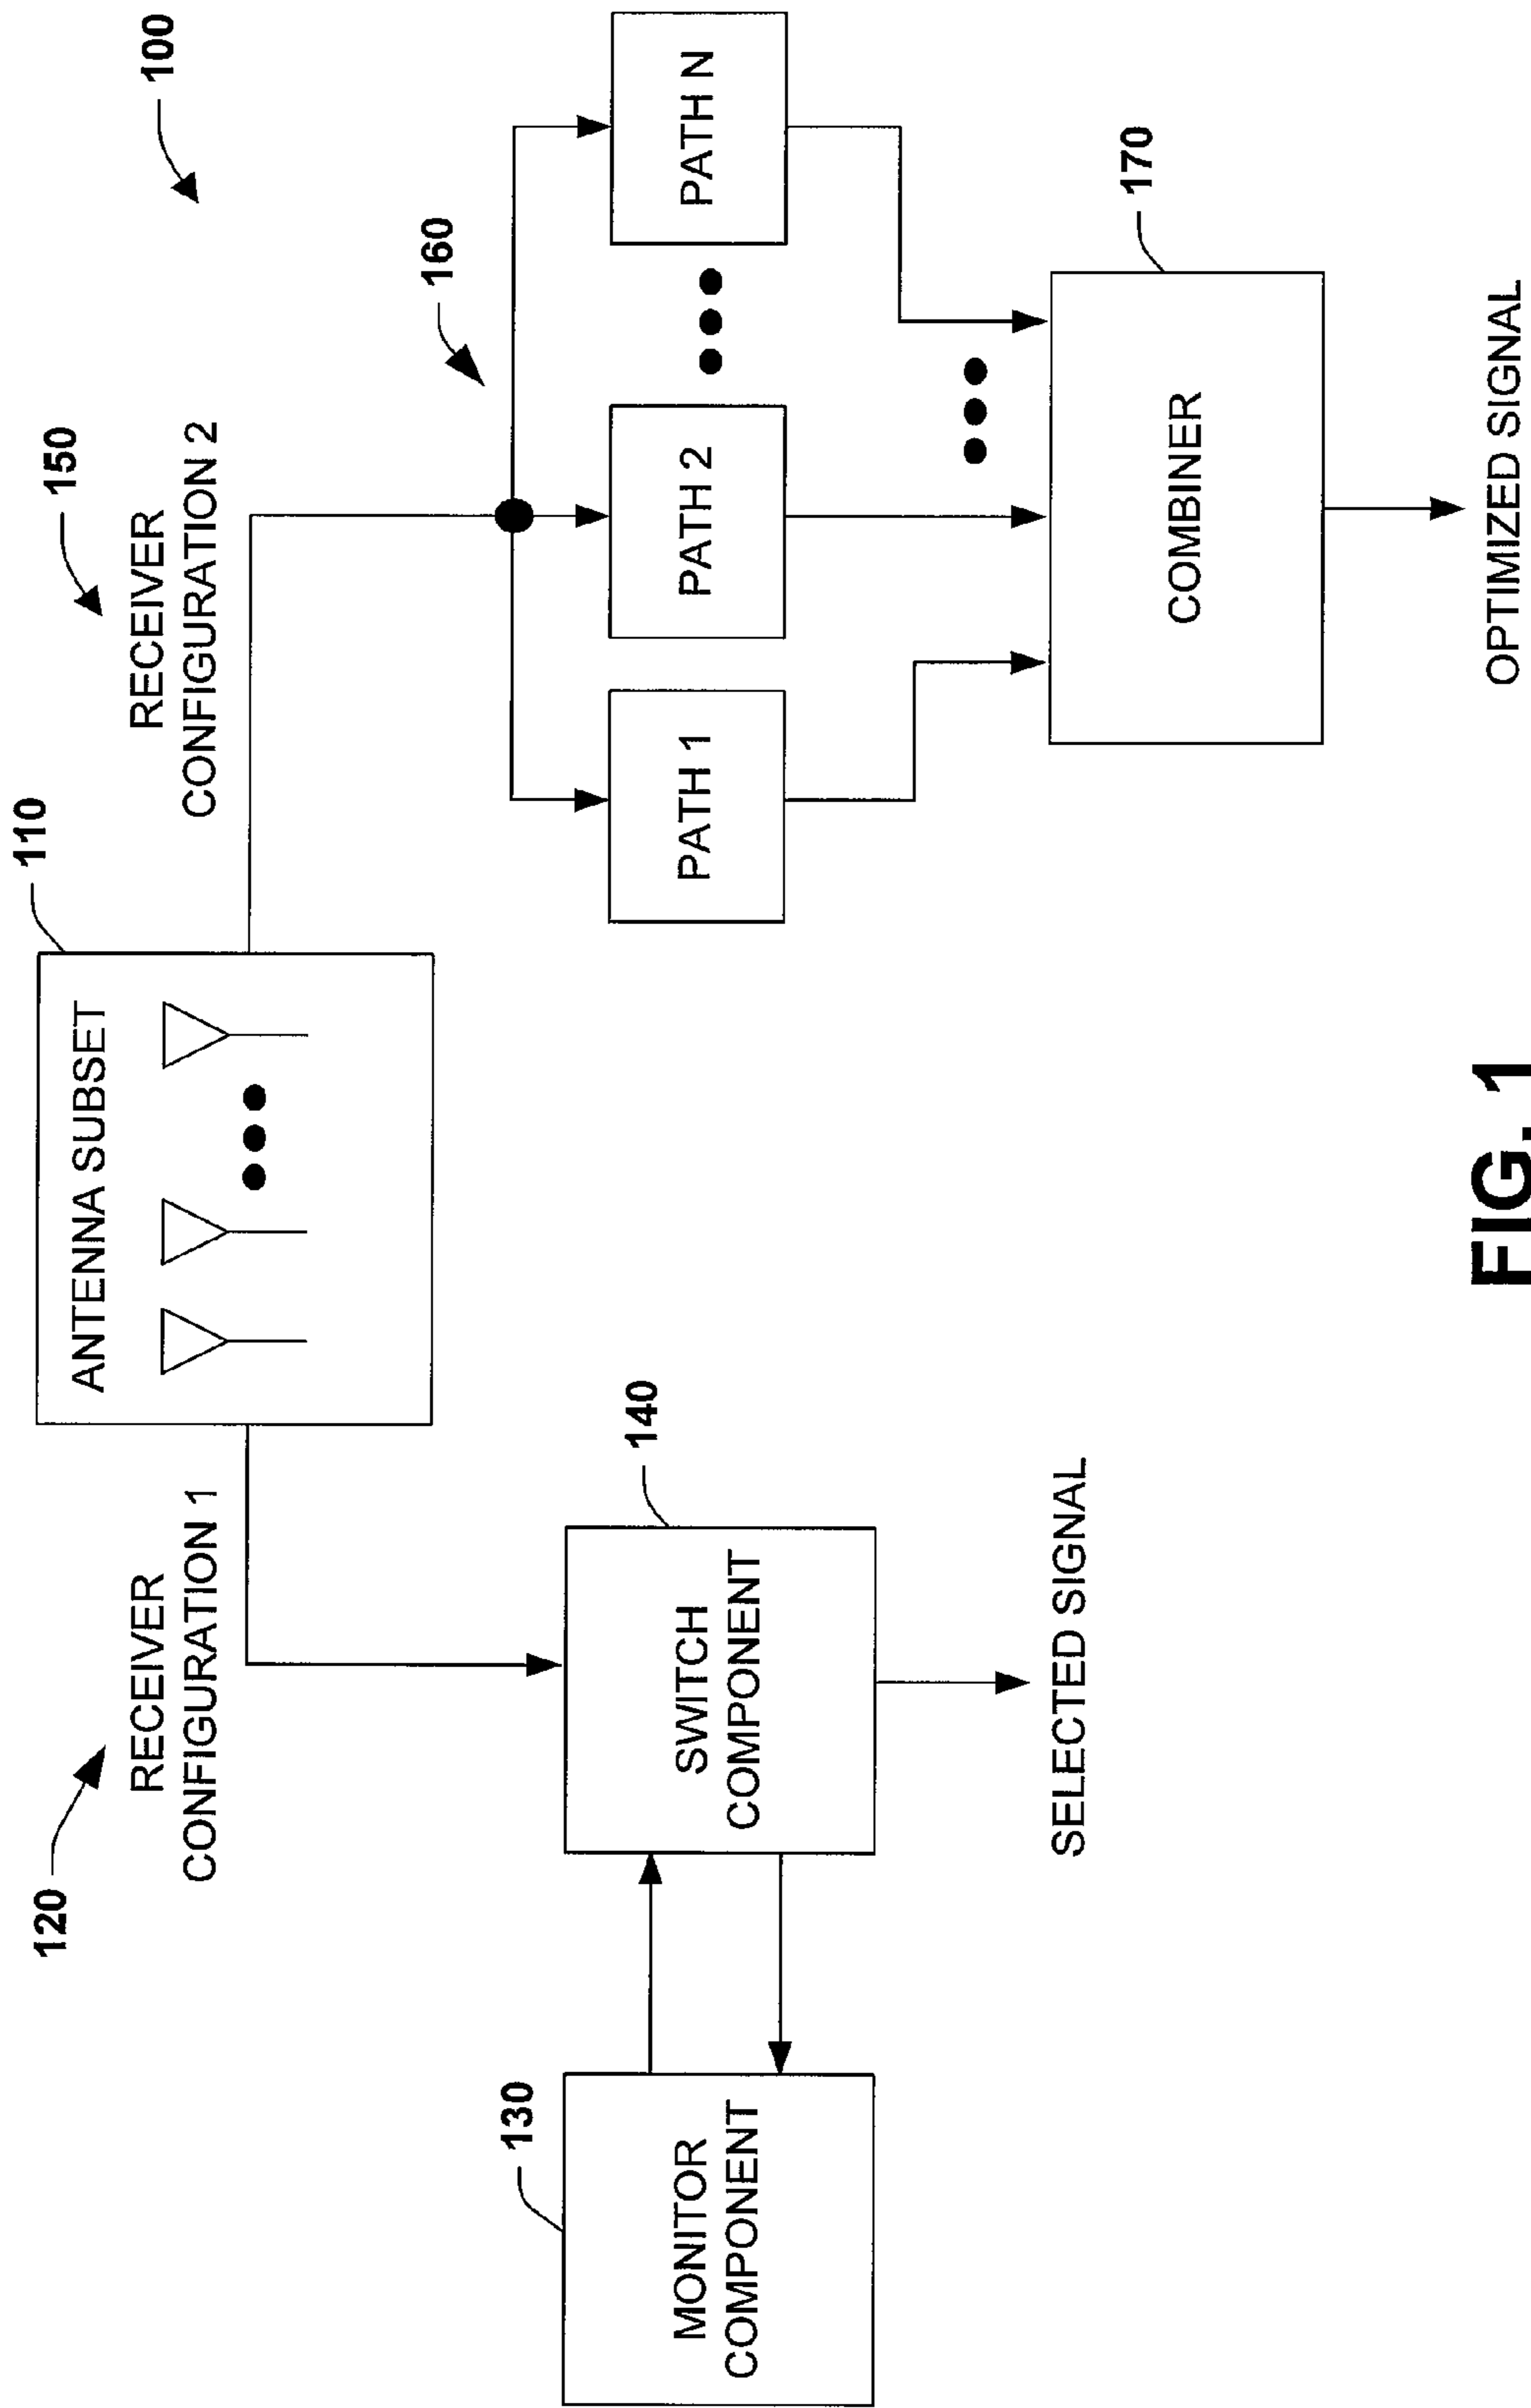 100
110
ANTENNA SUBSET
120
RECEIVER
CONFIGURATION 1
150
RECEIVER
CONFIGURATION 2
130
MONITOR
COMPONENT
140
SWITCH
COMPONENT
SELECTED SIGNAL
160
PATH 1
PATH 2
PATH N
170
COMBINER
OPTIMIZED SIGNAL
FIG. 1